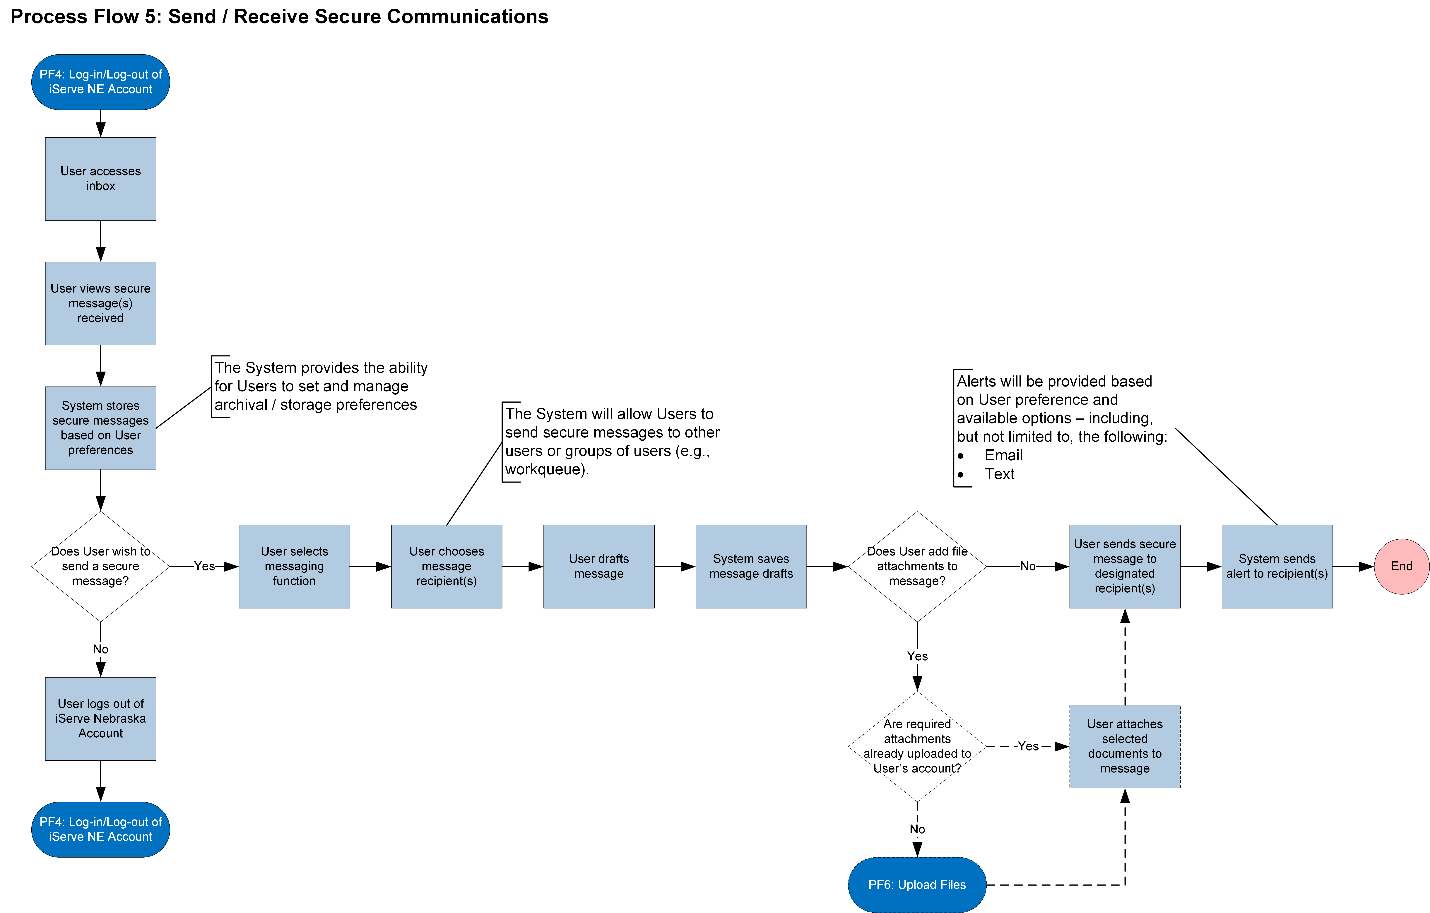 Process Flow 5: Send / Receive Secure Communications
PF4: Log-in/Log-out of
iServe NE Account
User accesses
inbox
User views secure
message(s)
received
System stores
secure messages
based on User
preferences
The System provides the ability
for Users to set and manage
archival / storage preferences
Does User wish to
send a secure
message?
No
User logs out of
iServe Nebraska
Account
PF4: Log-in/Log-out of
iServe NE Account
Yes
User selects
messaging
function
User chooses
message
recipient(s)
The System will allow Users to
send secure messages to other
users or groups of users (e.g.,
workqueue).
User drafts
message
System saves
message drafts
Does User add file
attachments to
message?
No
User sends secure
message to
designated
recipient(s)
System sends
alert to recipient(s)
Alerts will be provided based
on User preference and
available options – including,
but not limited to, the following:
• Email
• Text
End
Yes
Are required
attachments
already uploaded to
User's account?
Yes
User attaches
selected
documents to
message
No
PF6: Upload Files